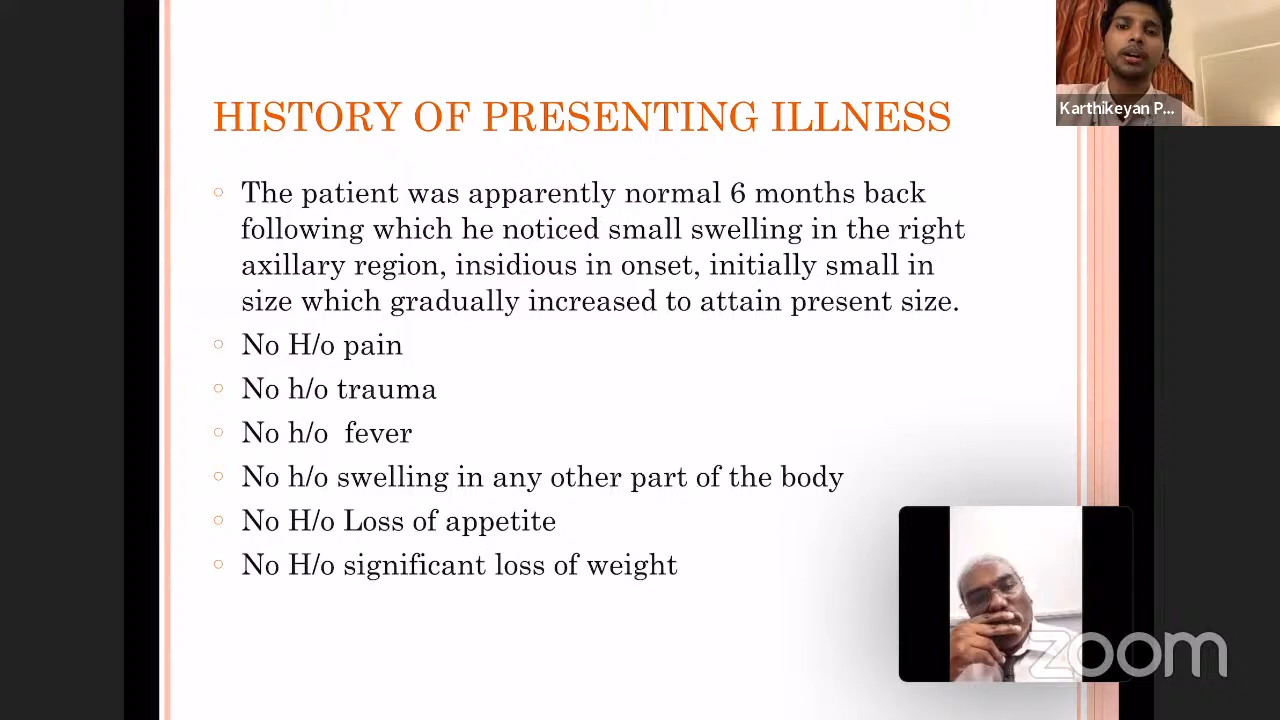 HISTORY OF PRESENTING ILLNESS
The patient was apparently normal 6 months back
following which he noticed small swelling in the right
axillary region, insidious in onset, initially small in
size which gradually increased to attain present size.
No H/o pain
No h/o trauma
No h/o  fever
No h/o swelling in any other part of the body
No H/o Loss of appetite
No H/o significant loss of weight
Karthikeyan P...
zoom